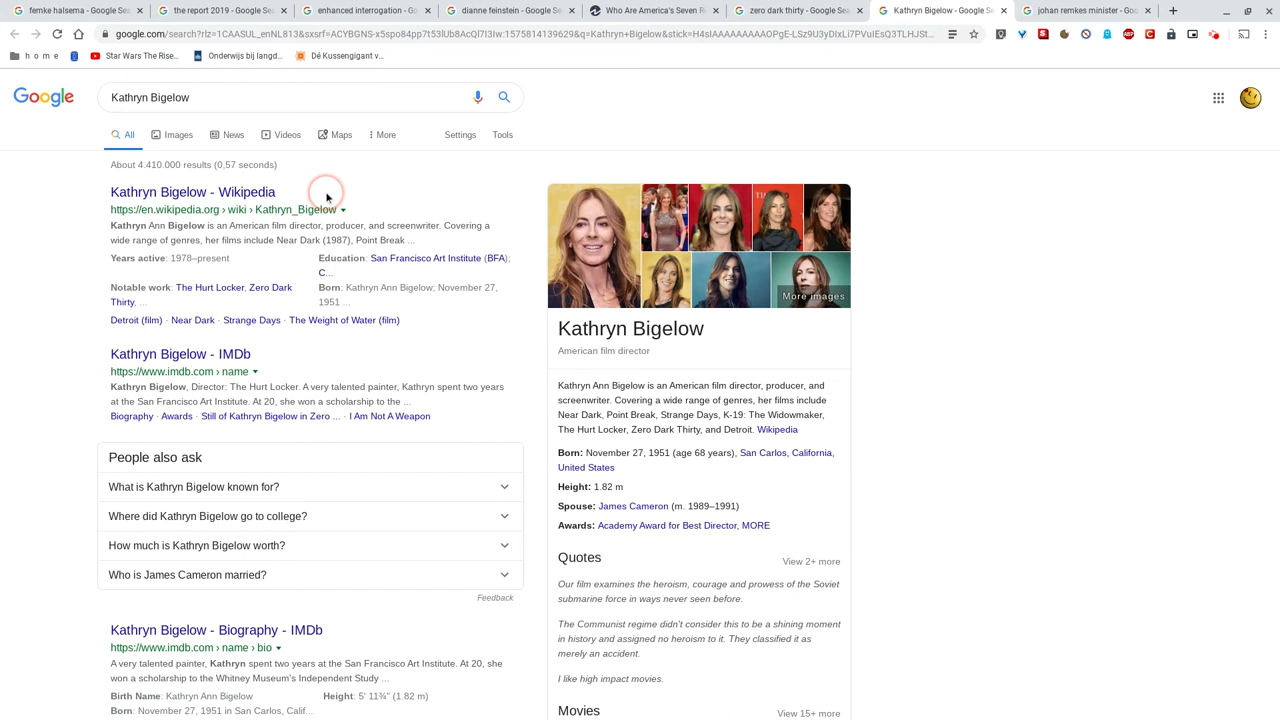 femke halsema - Google Sea
the report 2019 - Google Sea
enhanced interrogation - Go
dianne feinstein - Google Se
Who Are America's Seven Re
zero dark thirty - Google Sea
Kathryn Bigelow - Google Se
johan remkes minister - Goo
google.com/search?rlz=1CAASUL_enNL813&sxsrf=ACYBGNS-x5spo84pp7t53lUb8AcQl7I3Iw:1575814139629&q=Kathryn+Bigelow&stick=H4sIAAAAAAAAAOPgE-LSz9U3yDIxLi7PVuIEsQ3TLHJSt...
h o m e
Star Wars The Rise...
Onderwijs bij langd...
Dé Kussengigant v...
Google
Kathryn Bigelow
All
Images
News
Videos
Maps
More
Settings
Tools
About 4.410.000 results (0,57 seconds)
Kathryn Bigelow - Wikipedia
https://en.wikipedia.org › wiki › Kathryn_Bigelow
Kathryn Ann Bigelow is an American film director, producer, and screenwriter. Covering a
wide range of genres, her films include Near Dark (1987), Point Break ...
Years active: 1978–present
Education: San Francisco Art Institute (BFA);
C...
Notable work: The Hurt Locker, Zero Dark
Thirty, ...
Born: Kathryn Ann Bigelow; November 27,
1951 ...
Detroit (film) · Near Dark · Strange Days · The Weight of Water (film)
Kathryn Bigelow - IMDb
https://www.imdb.com › name
Kathryn Bigelow, Director: The Hurt Locker. A very talented painter, Kathryn spent two years
at the San Francisco Art Institute. At 20, she won a scholarship to the ...
Biography · Awards · Still of Kathryn Bigelow in Zero ... · I Am Not A Weapon
People also ask
What is Kathryn Bigelow known for?
Where did Kathryn Bigelow go to college?
How much is Kathryn Bigelow worth?
Who is James Cameron married?
Feedback
Kathryn Bigelow - Biography - IMDb
https://www.imdb.com › name › bio
A very talented painter, Kathryn spent two years at the San Francisco Art Institute. At 20, she
won a scholarship to the Whitney Museum's Independent Study ...
Birth Name: Kathryn Ann Bigelow
Height: 5' 11¾" (1.82 m)
Born: November 27, 1951 in San Carlos, Calif...
More images
Kathryn Bigelow
American film director
Kathryn Ann Bigelow is an American film director, producer, and
screenwriter. Covering a wide range of genres, her films include
Near Dark, Point Break, Strange Days, K-19: The Widowmaker,
The Hurt Locker, Zero Dark Thirty, and Detroit. Wikipedia
Born: November 27, 1951 (age 68 years), San Carlos, California,
United States
Height: 1.82 m
Spouse: James Cameron (m. 1989–1991)
Awards: Academy Award for Best Director, MORE
Quotes
View 2+ more
Our film examines the heroism, courage and prowess of the Soviet
submarine force in ways never seen before.
The Communist regime didn't consider this to be a shining moment
in history and assigned no heroism to it. They classified it as
merely an accident.
I like high impact movies.
Movies
View 15+ more